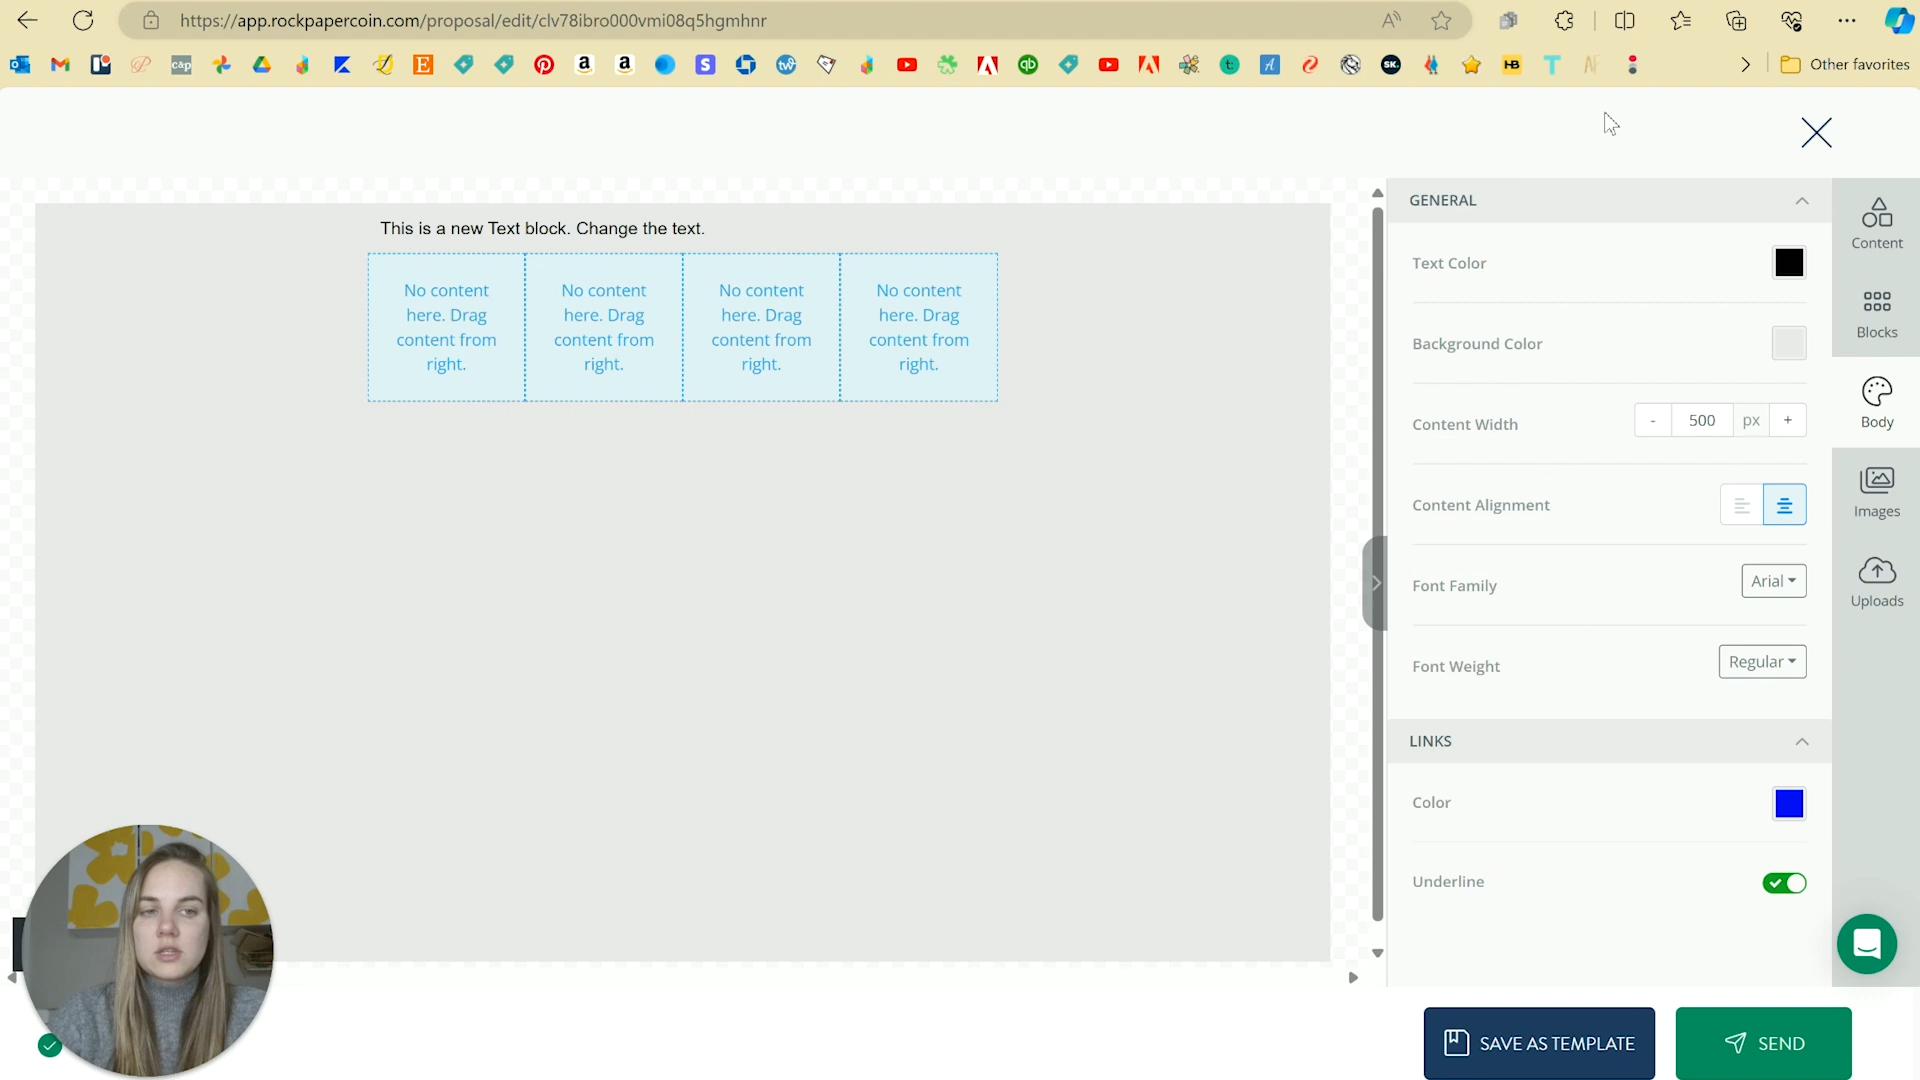 https://app.rockpapercoin.com/proposal/edit/clv78ibro000vmi08q5hgmhnr
Other favorites
This is a new Text block. Change the text.
No content here. Drag content from right.
No content here. Drag content from right.
No content here. Drag content from right.
No content here. Drag content from right.
GENERAL
Text Color
Background Color
Content Width
- 500 px +
Content Alignment
Font Family
Arial
Font Weight
Regular
LINKS
Color
Underline
Content
Blocks
Body
Images
Uploads
SAVE AS TEMPLATE
SEND